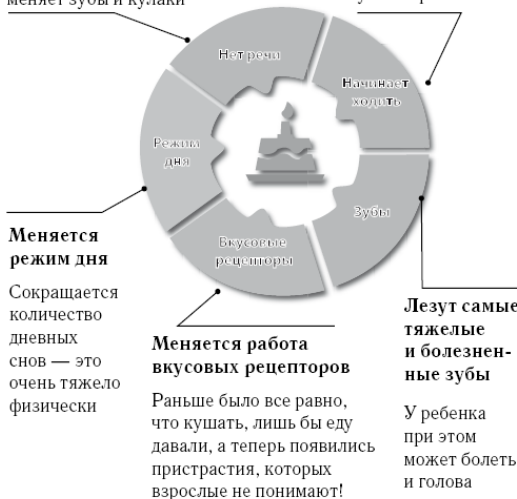 меняет зубы и кулаки
Нет речи
Начинает
ходить
Режим
дня
Зубы
Вкусовые
рецепторы
Меняется
режим дня
Сокращается
количество
дневных
снов — это
очень тяжело
физически
Меняется работа
вкусовых рецепторов
Раньше было все равно,
что кушать, лишь бы еду
давали, а теперь появились
пристрастия, которых
взрослые не понимают!
Лезут самые
тяжелые
и болезнен-
ные зубы
У ребенка
при этом
может болеть
и голова